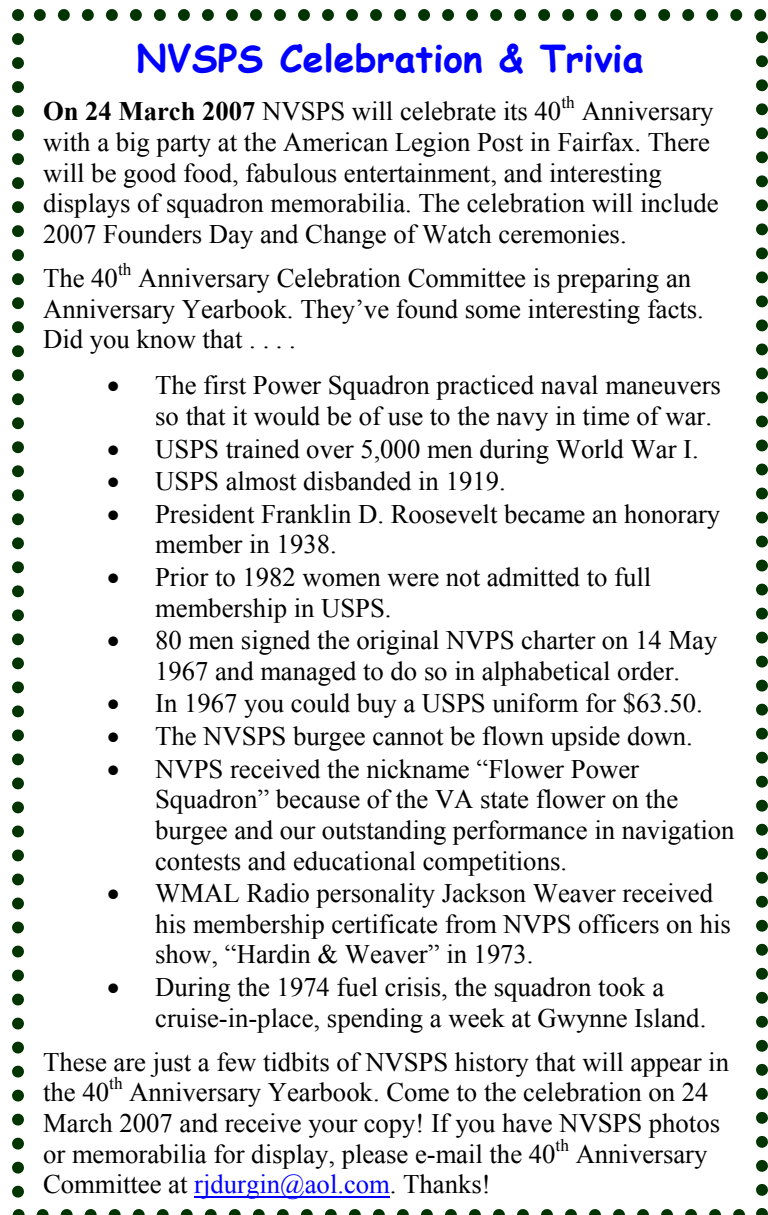 NVSPS Celebration & Trivia
On 24 March 2007 NVSPS will celebrate its 40th Anniversary
with a big party at the American Legion Post in Fairfax. There
will be good food, fabulous entertainment, and interesting
displays of squadron memorabilia. The celebration will include
2007 Founders Day and Change of Watch ceremonies.
The 40th Anniversary Celebration Committee is preparing an
Anniversary Yearbook. They’ve found some interesting facts.
Did you know that . . . .
• The first Power Squadron practiced naval maneuvers
so that it would be of use to the navy in time of war.
• USPS trained over 5,000 men during World War I.
• USPS almost disbanded in 1919.
• President Franklin D. Roosevelt became an honorary
member in 1938.
• Prior to 1982 women were not admitted to full
membership in USPS.
• 80 men signed the original NVPS charter on 14 May
1967 and managed to do so in alphabetical order.
• In 1967 you could buy a USPS uniform for $63.50.
• The NVSPS burgee cannot be flown upside down.
• NVPS received the nickname “Flower Power
Squadron” because of the VA state flower on the
burgee and our outstanding performance in navigation
contests and educational competitions.
• WMAL Radio personality Jackson Weaver received
his membership certificate from NVPS officers on his
show, “Hardin & Weaver” in 1973.
• During the 1974 fuel crisis, the squadron took a
cruise-in-place, spending a week at Gwynne Island.
These are just a few tidbits of NVSPS history that will appear in
the 40th Anniversary Yearbook. Come to the celebration on 24
March 2007 and receive your copy! If you have NVSPS photos
or memorabilia for display, please e-mail the 40th Anniversary
Committee at rjdurgin@aol.com. Thanks!